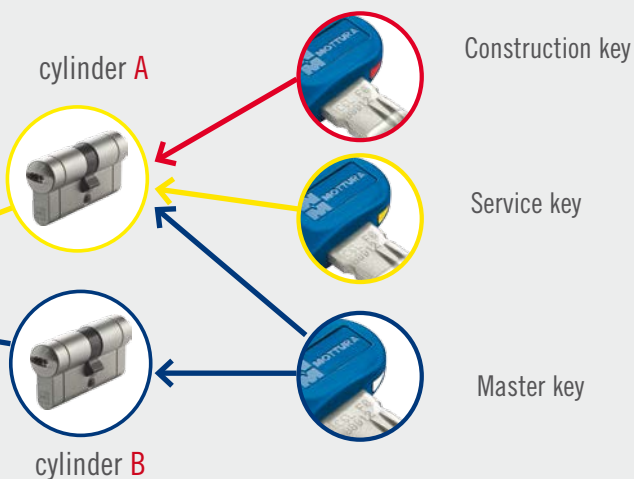 Construction key
cylinder A
MOTTURA
Service key
MOTTURA
Master key
MOTTURA
cylinder B